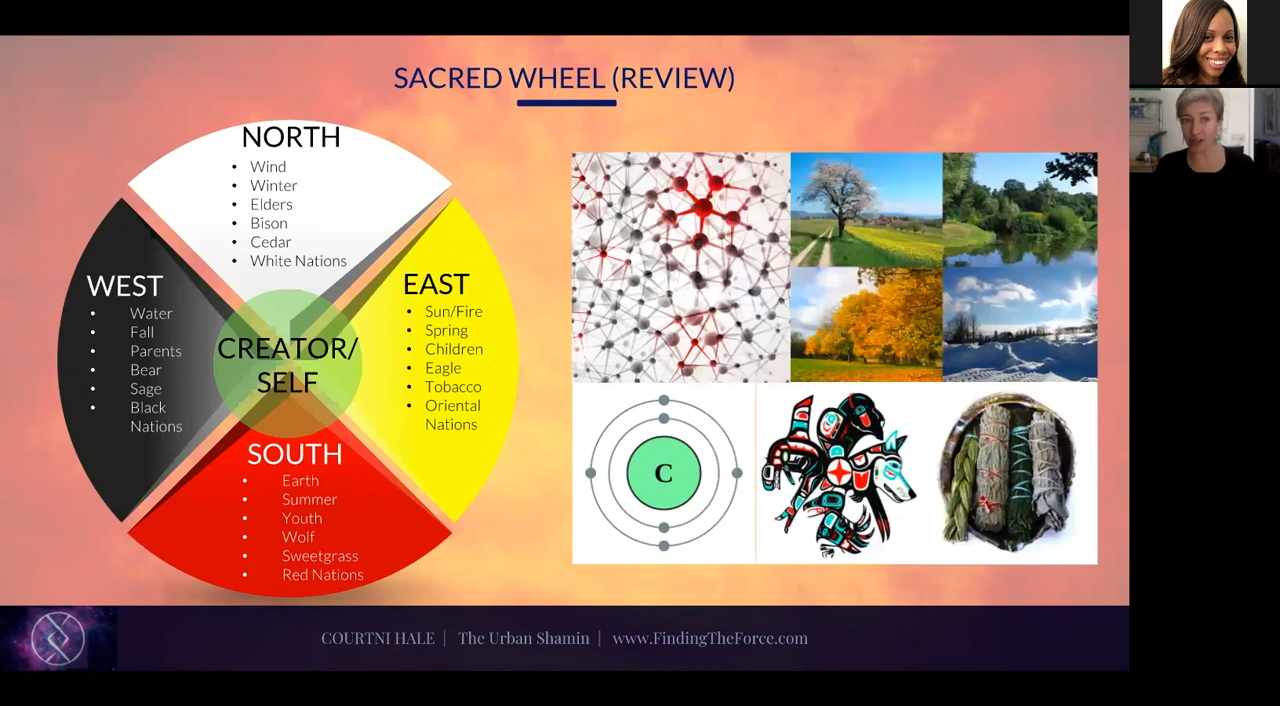 SACRED WHEEL (REVIEW)
NORTH
• Wind
• Winter
• Elders
• Bison
• Cedar
• White Nations
WEST
• Water
• Fall
• Parents
• Bear
• Sage
• Black
Nations
EAST
• Sun/Fire
• Spring
• Children
• Eagle
• Tobacco
• Oriental
Nations
CREATOR/
SELF
SOUTH
• Earth
• Summer
• Youth
• Wolf
• Sweetgrass
• Red Nations
C
COURTNI HALE | The Urban Shamin | www.FindingTheForce.com